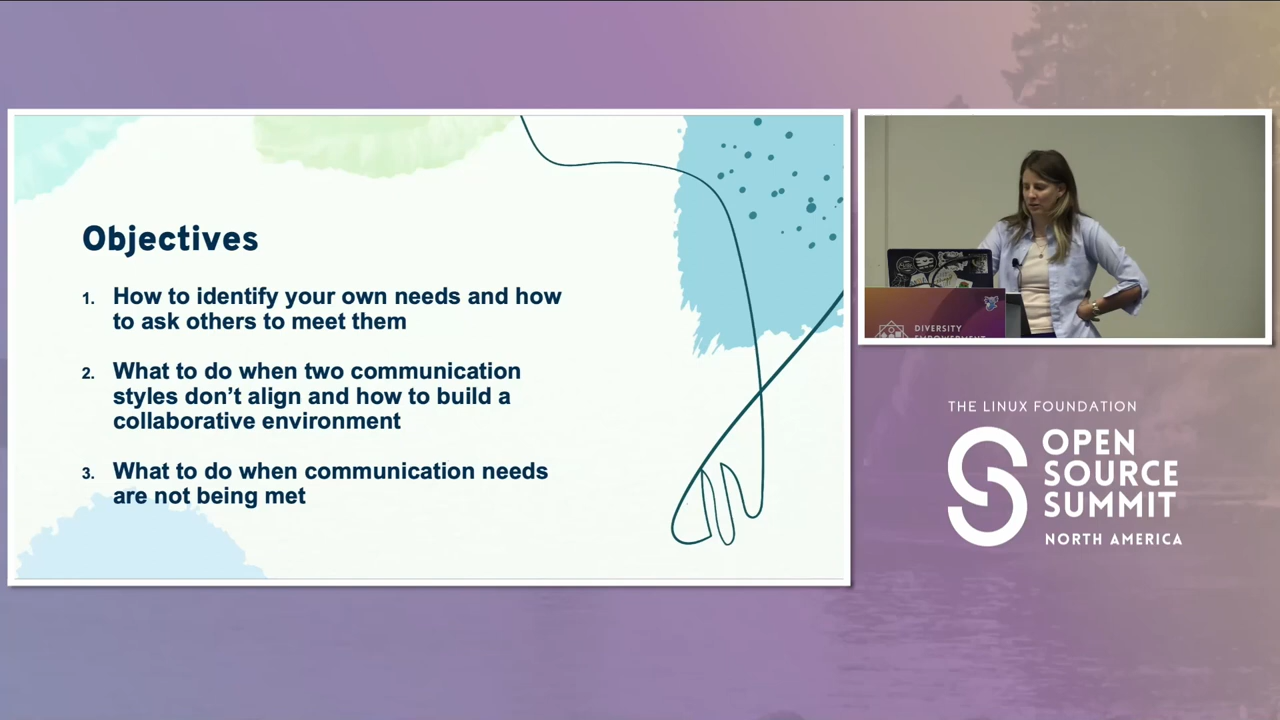 Objectives
1. How to identify your own needs and how
to ask others to meet them
2. What to do when two communication
styles don’t align and how to build a
collaborative environment
3. What to do when communication needs
are not being met
DIVERSITY
EMPOWERMENT
THE LINUX FOUNDATION
OPEN
SOURCE
SUMMIT
NORTH AMERICA